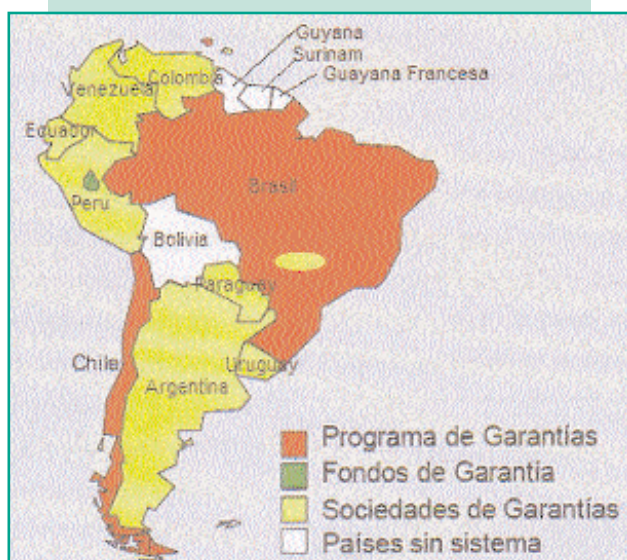 Guyana
Surinam
Guayana Francesa
Colombia
Venezuela
Ecuador
Brasil
Peru
Bolivia
Paraguay
Chile
Uruguay
Argentina
Programa de Garantías
Fondos de Garantia
Sociedades de Garantías
Países sin sistema